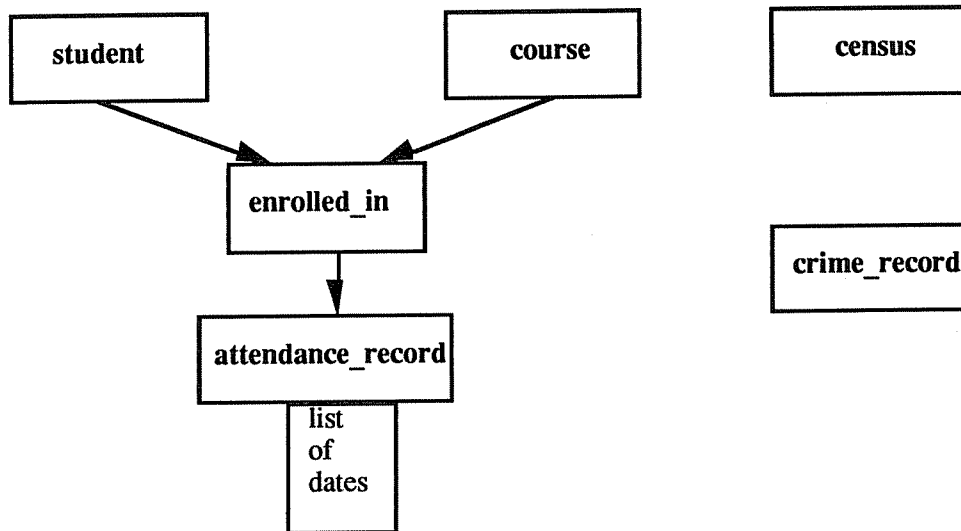 student
course
census
enrolled_in
crime_record
attendance_record
list
of
dates